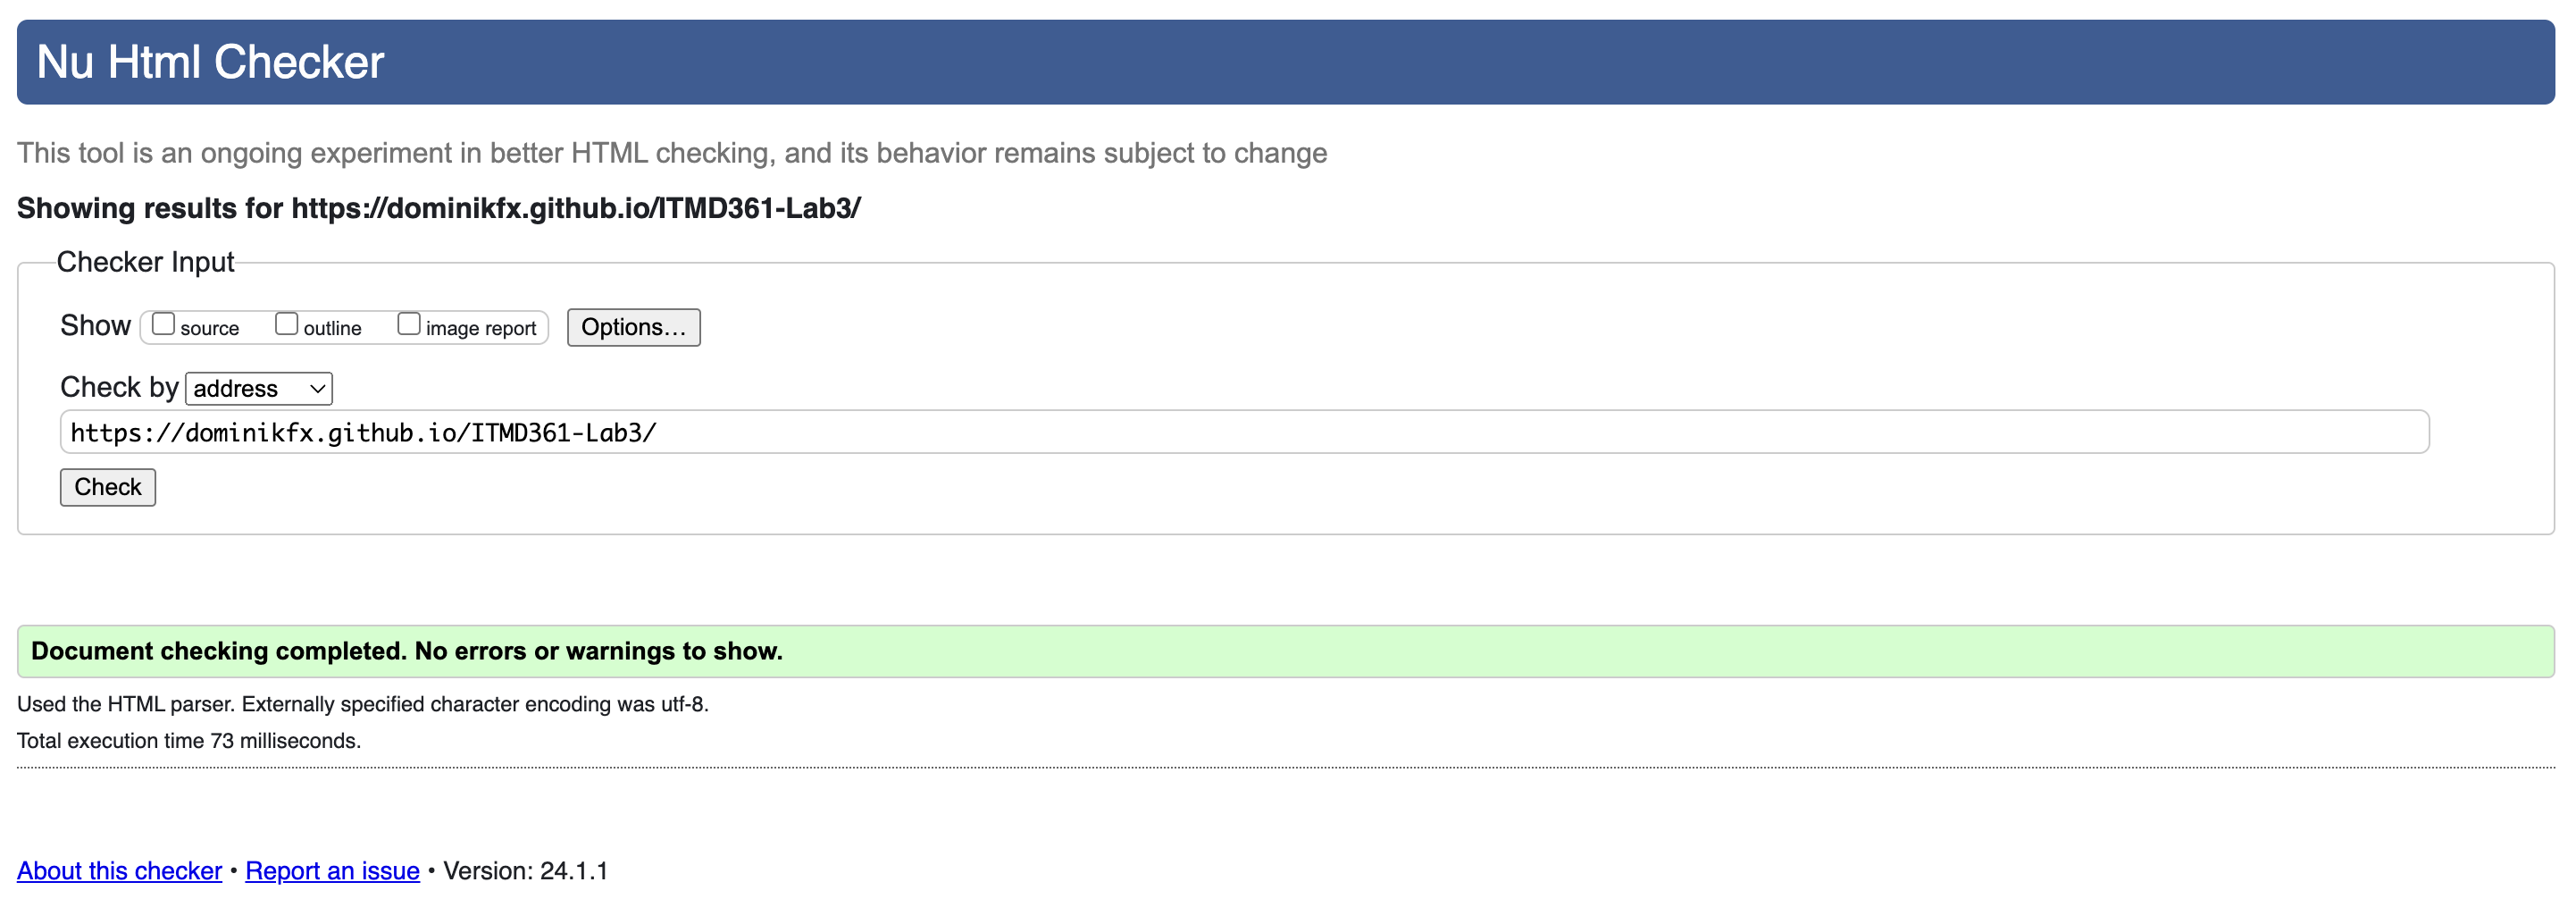 Nu Html Checker
This tool is an ongoing experiment in better HTML checking, and its behavior remains subject to change
Showing results for https://dominikfx.github.io/ITMD361-Lab3/
Checker Input
Show source outline image report Options...
Check by address
https://dominikfx.github.io/ITMD361-Lab3/
Check
Document checking completed. No errors or warnings to show.
Used the HTML parser. Externally specified character encoding was utf-8.
Total execution time 73 milliseconds.
About this checker • Report an issue • Version: 24.1.1